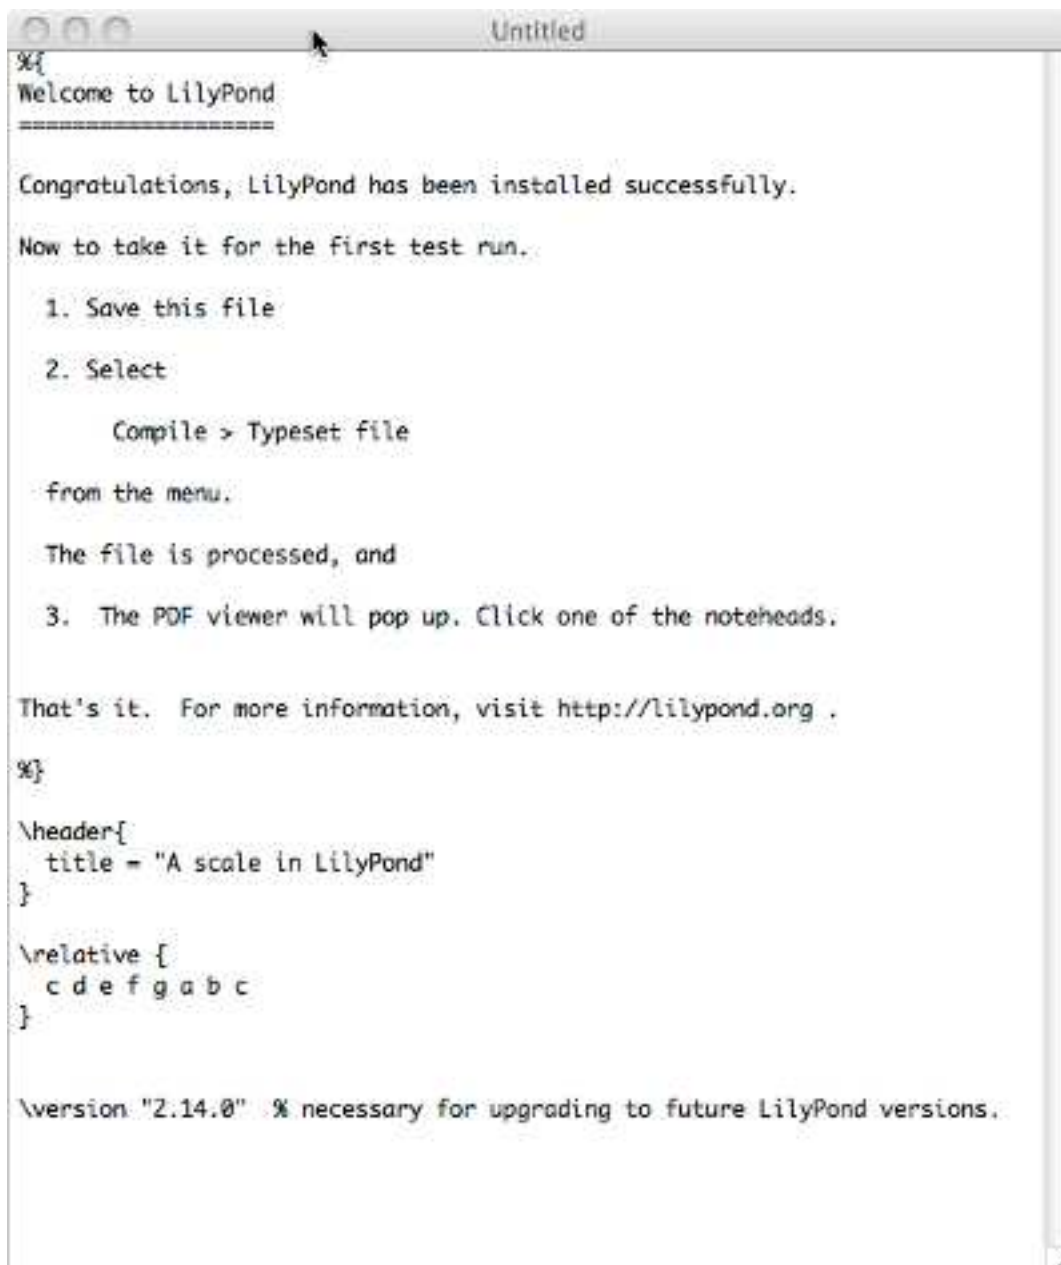 Untitled
%{
Welcome to LilyPond
===================
Congratulations, LilyPond has been installed successfully.
Now to take it for the first test run.
1. Save this file
2. Select
Compile > Typeset file
from the menu.
The file is processed, and
3.  The PDF viewer will pop up. Click one of the noteheads.
That's it.  For more information, visit http://lilypond.org .
%}
\header{
title = "A scale in LilyPond"
}
\relative {
c d e f g a b c
}
\version "2.14.0"  % necessary for upgrading to future LilyPond versions.